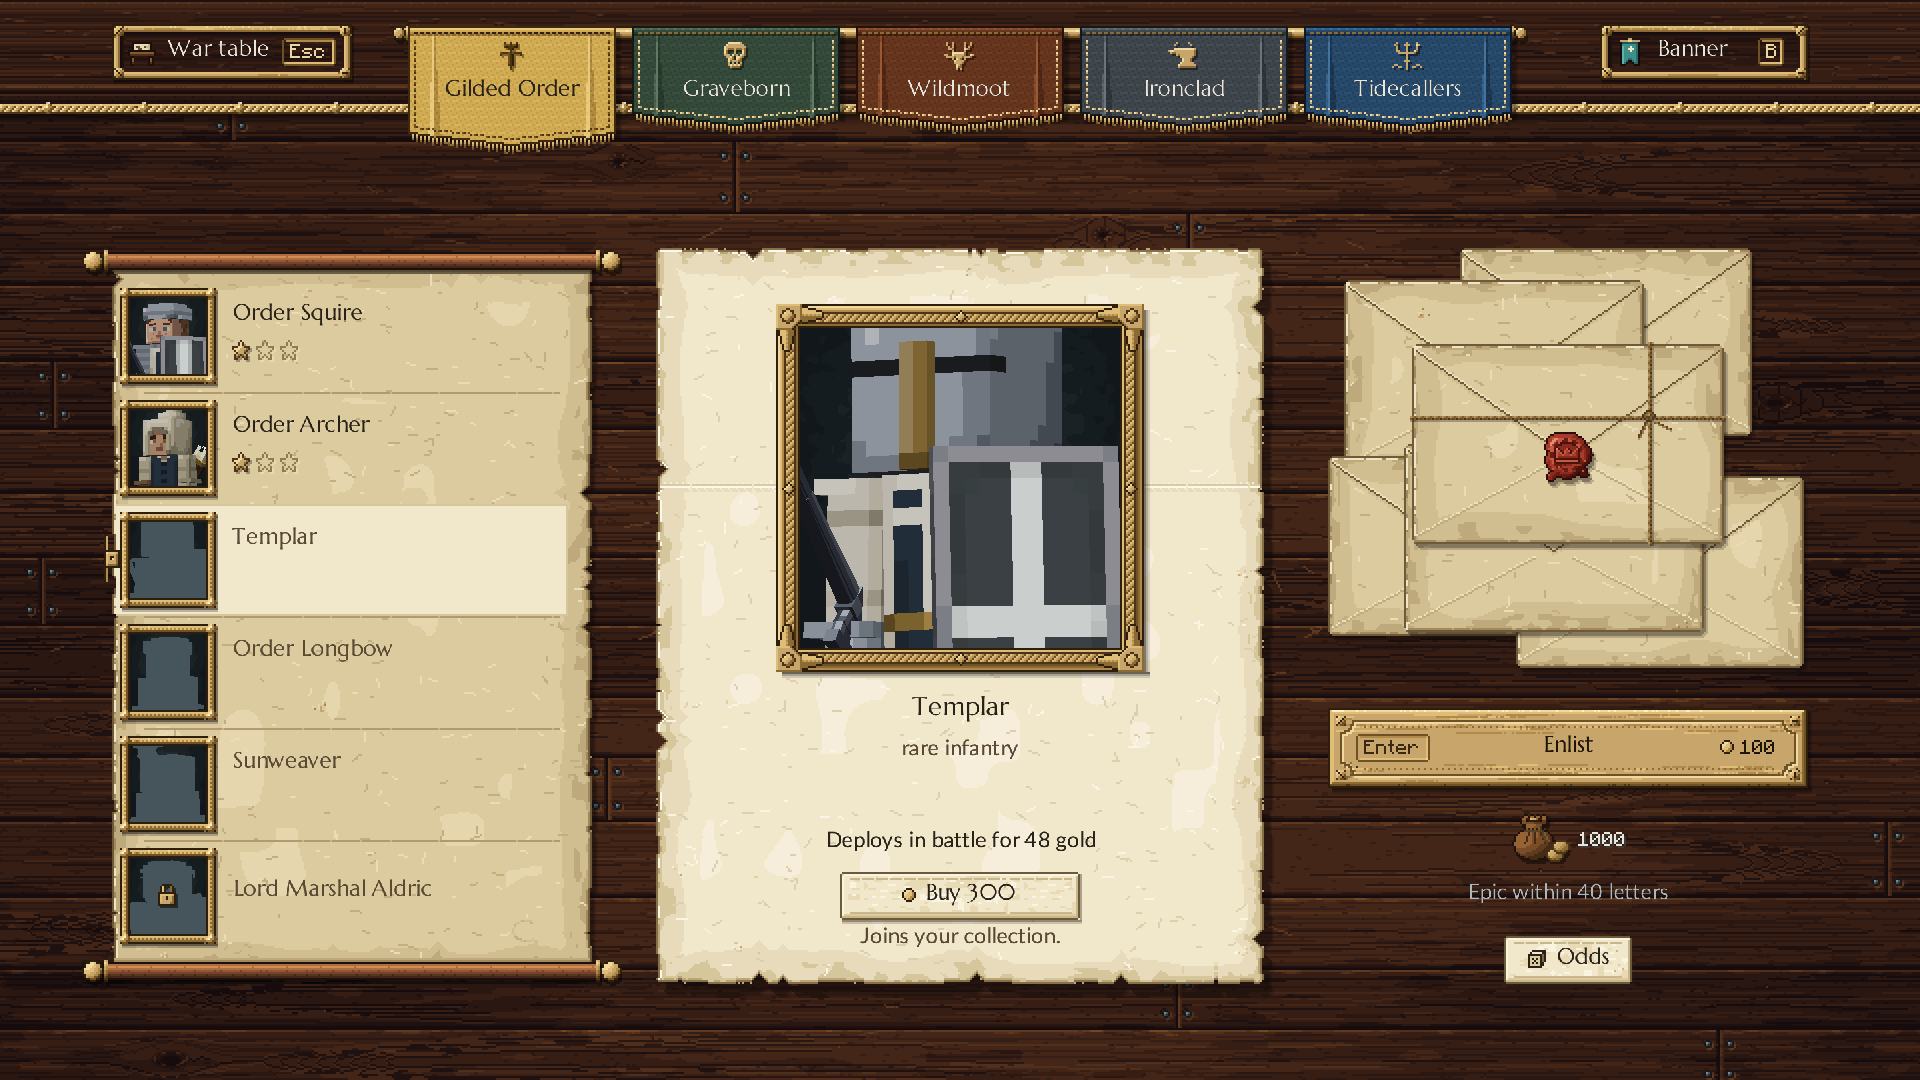 War table Esc
Gilded Order
Graveborn
Wildmoot
Ironclad
Tidecallers
Banner B
Order Squire
Order Archer
Templar
Order Longbow
Sunweaver
Lord Marshal Aldric
Templar
rare infantry
Deploys in battle for 48 gold
Buy 300
Joins your collection.
Enter Enlist 100
1000
Epic within 40 letters
Odds